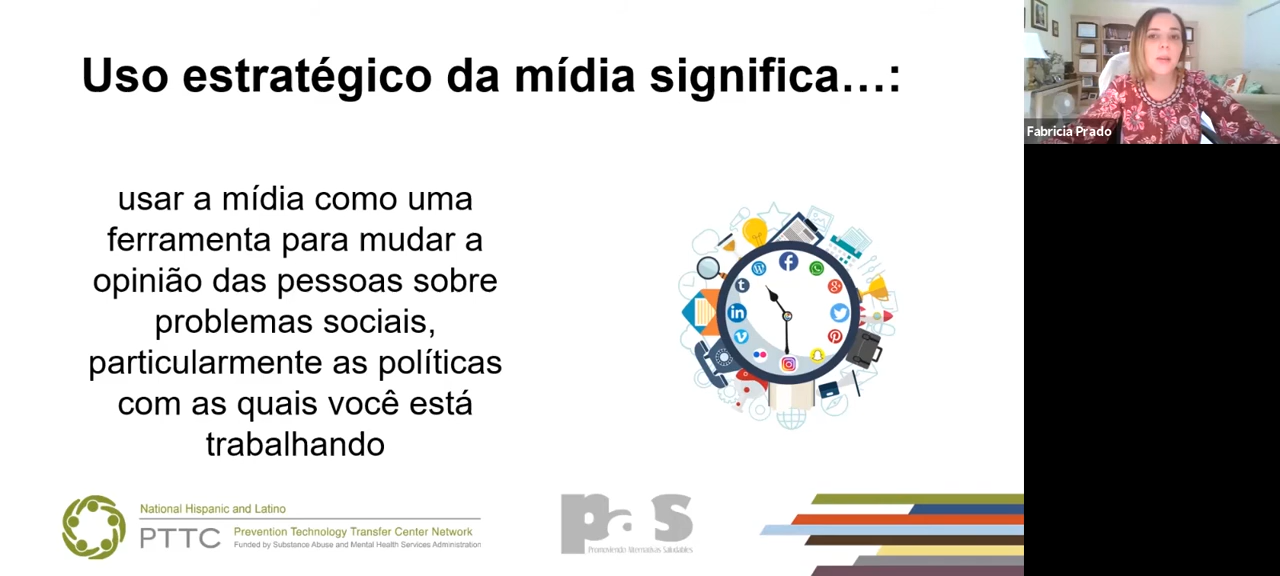 Uso estratégico da mídia significa…:
usar a mídia como uma
ferramenta para mudar a
opinião das pessoas sobre
problemas sociais,
particularmente as políticas
com as quais você está
trabalhando
National Hispanic and Latino
PTTC
Prevention Technology Transfer Center Network
Funded by Substance Abuse and Mental Health Services Administration
pas
Promoviendo Alternativas Saludables
Fabricia Prado